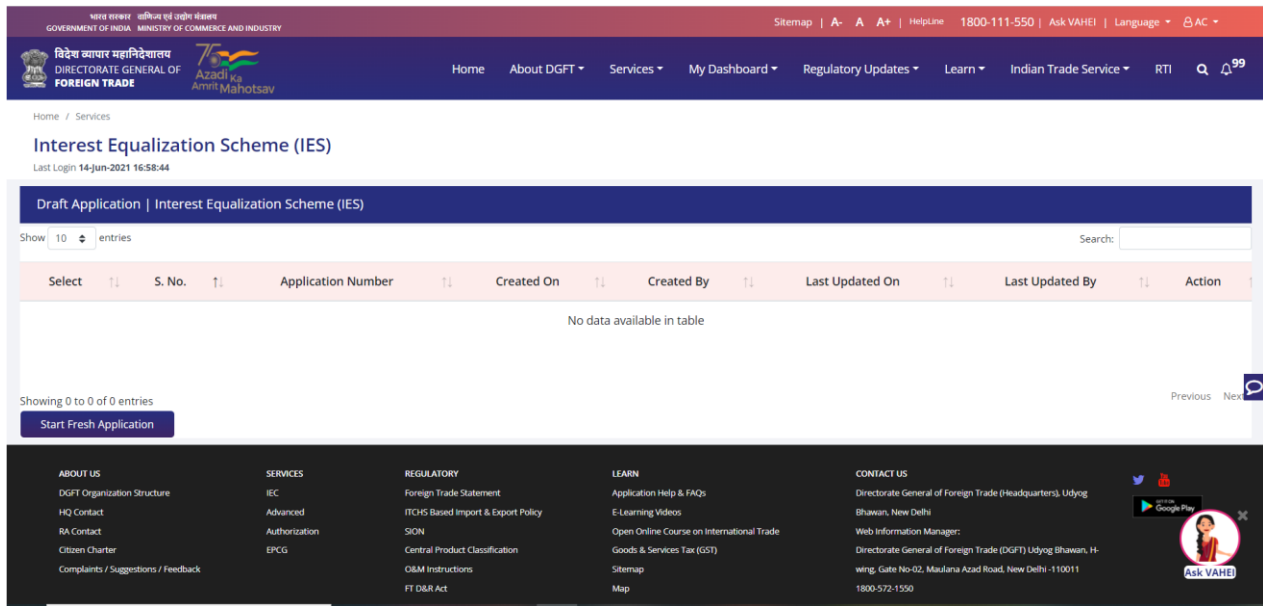 भारत सरकार वाणिज्य एवं उद्योग मंत्रालय
GOVERNMENT OF INDIA MINISTRY OF COMMERCE AND INDUSTRY
Sitemap | A- A A+ | HelpLine 1800-111-550 | Ask VAHEI | Language AC
विदेश व्यापार महानिदेशालय
DIRECTORATE GENERAL OF
FOREIGN TRADE
75
Azadi Ka
Amrit Mahotsav
Home About DGFT Services My Dashboard Regulatory Updates Learn Indian Trade Service RTI 99
Home / Services
Interest Equalization Scheme (IES)
Last Login 14-Jun-2021 16:58:44
Draft Application | Interest Equalization Scheme (IES)
Show 10 entries Search:
Select S. No. Application Number Created On Created By Last Updated On Last Updated By Action
No data available in table
Showing 0 to 0 of 0 entries
Previous Next
Start Fresh Application
ABOUT US
DGFT Organization Structure
HQ Contact
RA Contact
Citizen Charter
Complaints / Suggestions / Feedback
SERVICES
IEC
Advanced
Authorization
EPCG
REGULATORY
Foreign Trade Statement
ITCHS Based Import & Export Policy
SION
Central Product Classification
O&M Instructions
FT D&R Act
LEARN
Application Help & FAQs
E-Learning Videos
Open Online Course on International Trade
Goods & Services Tax (GST)
Sitemap
Map
CONTACT US
Directorate General of Foreign Trade (Headquarters), Udyog
Bhawan, New Delhi
Web Information Manager:
Directorate General of Foreign Trade (DGFT) Udyog Bhawan, H-
wing, Gate No-02, Maulana Azad Road, New Delhi -110011
1800-572-1550
GET IT ON
Google Play
Ask VAHEI